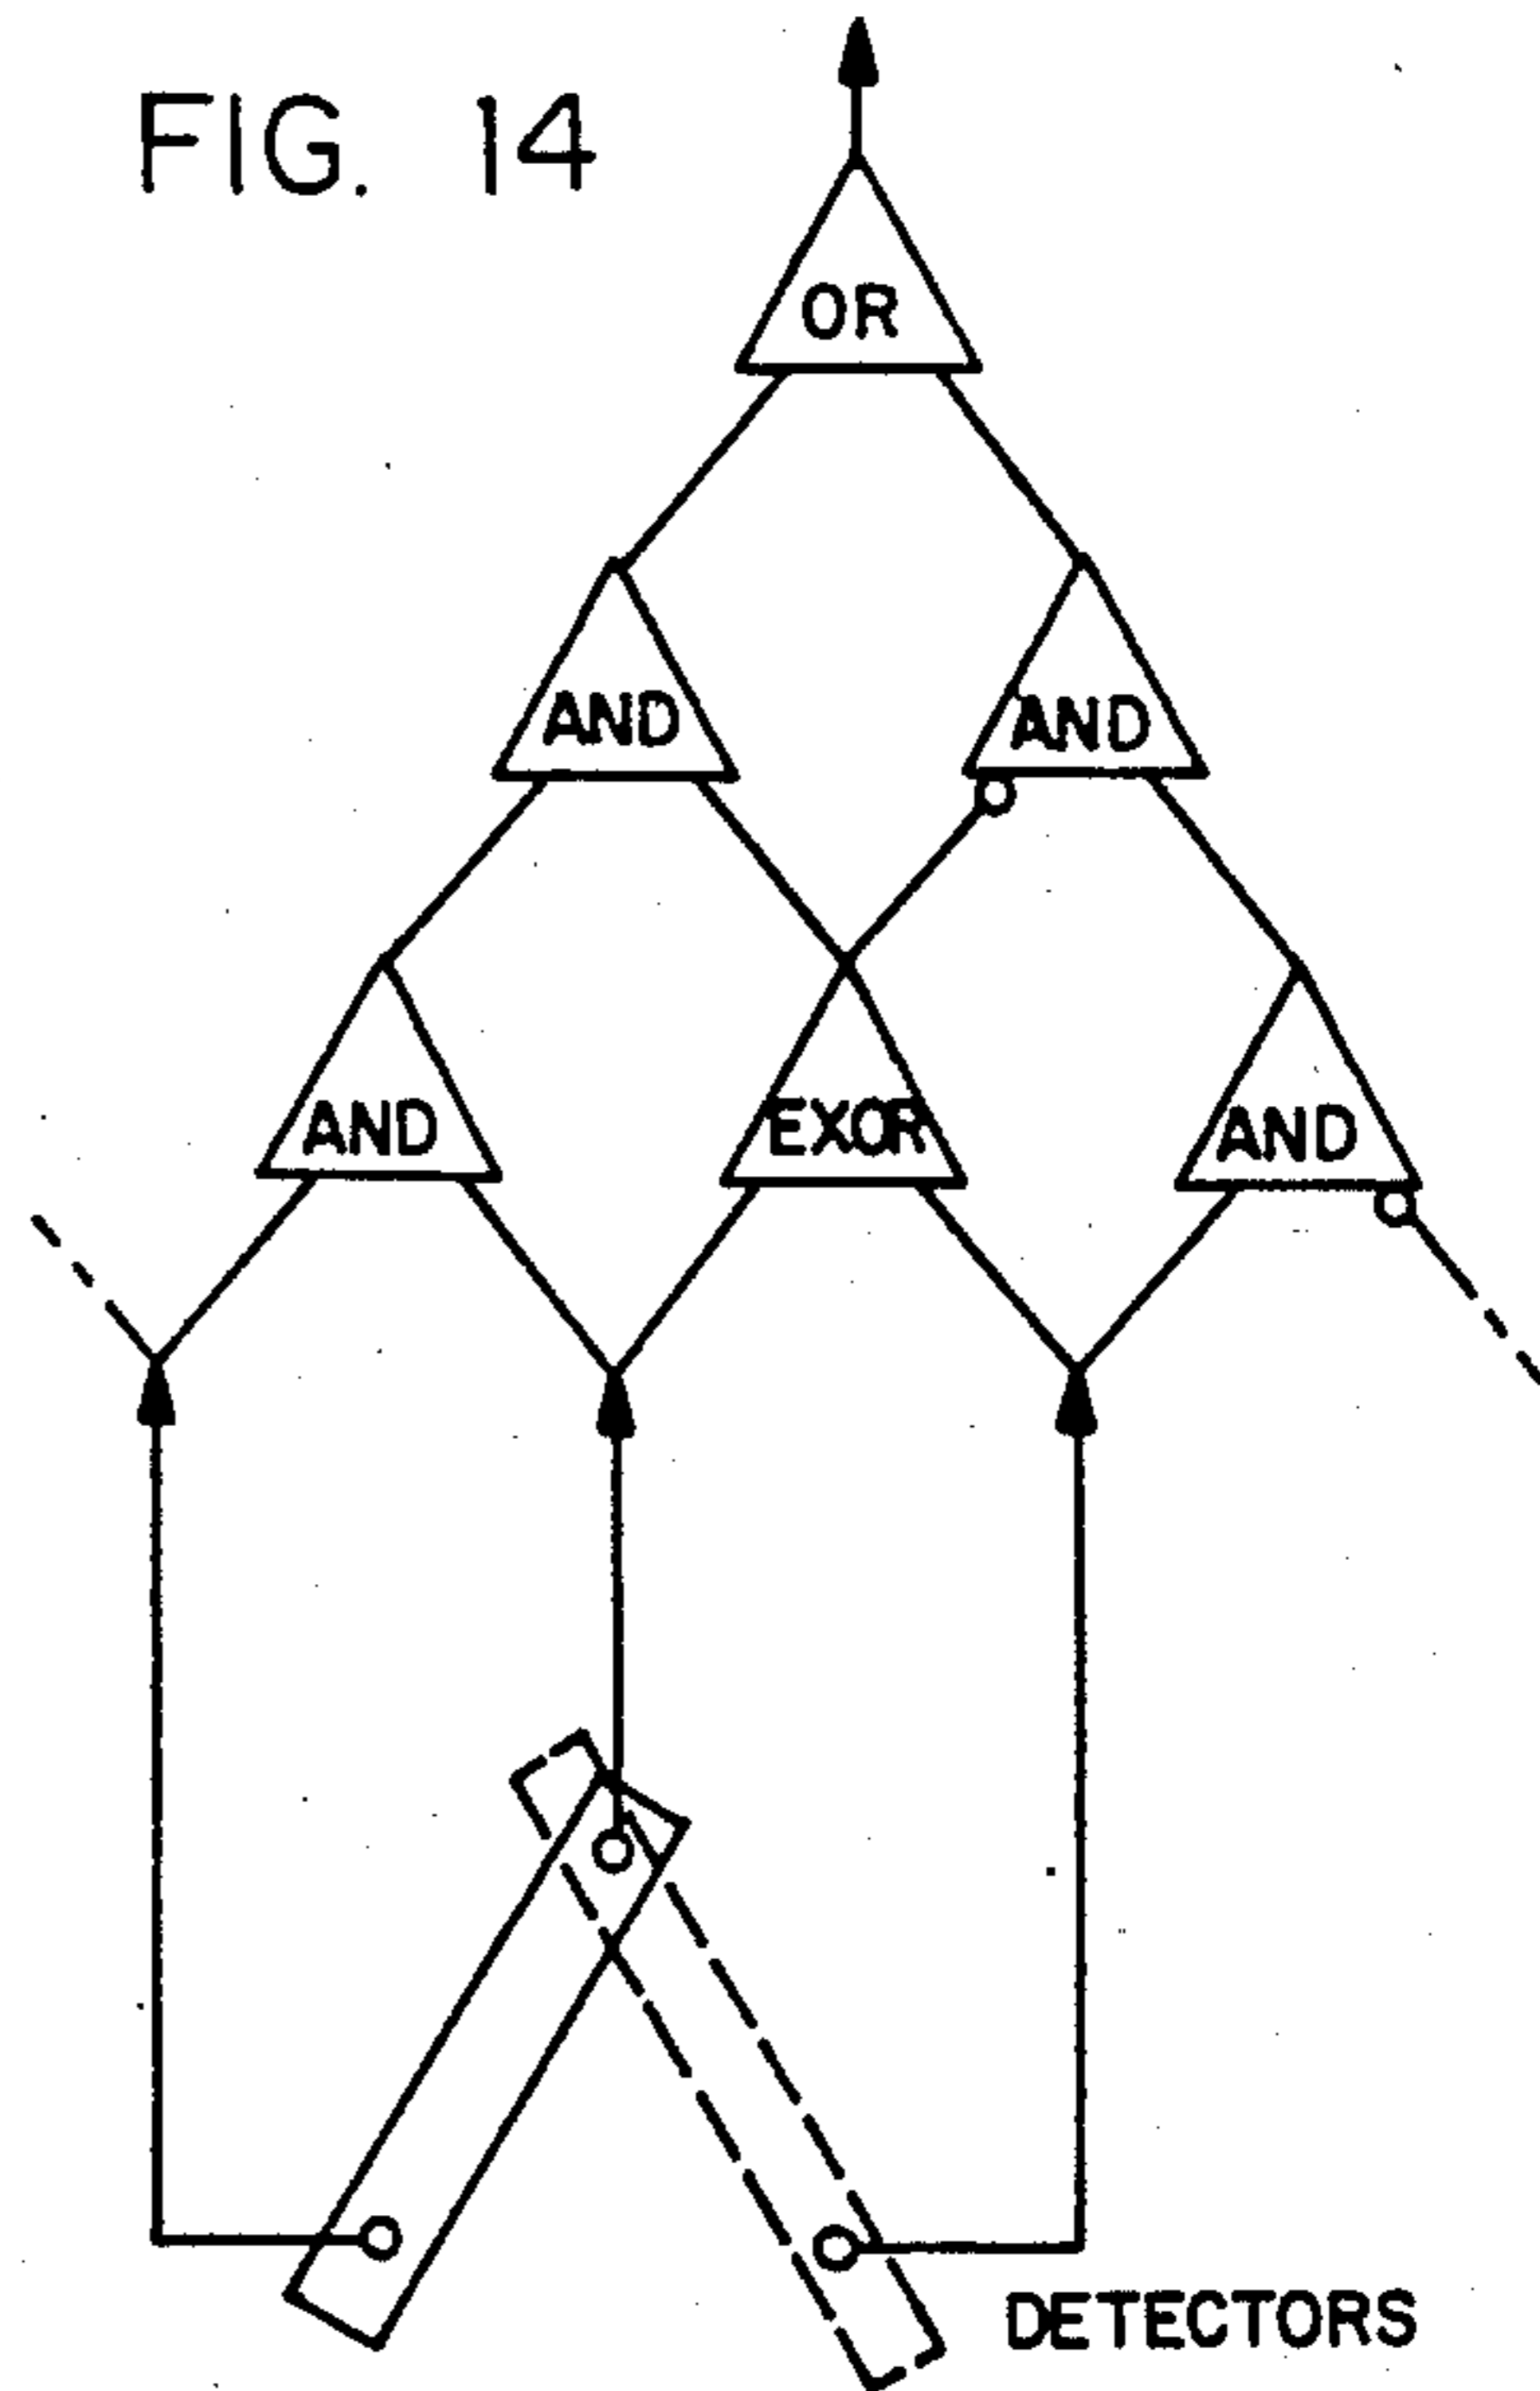 FIG. 14
OR
AND AND
AND EXOR AND
DETECTORS